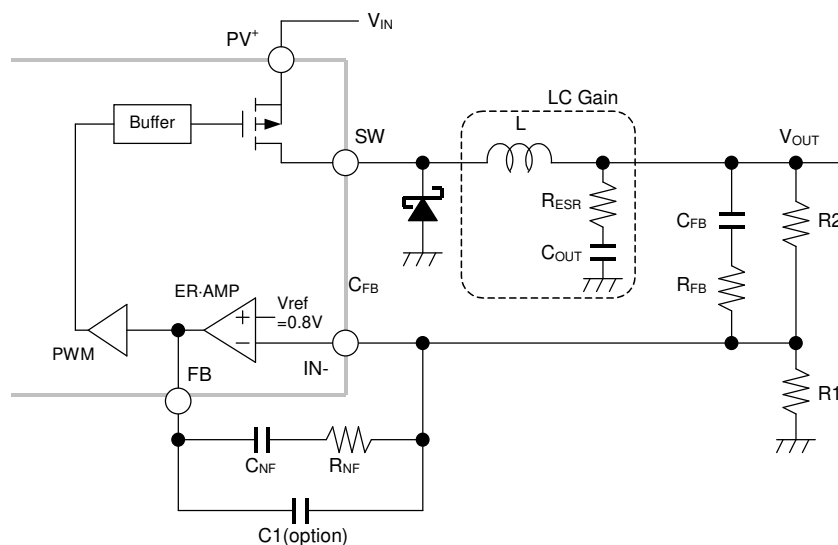 V_IN
PV⁺
LC Gain
Buffer
SW
L
V_OUT
R_ESR
C_FB
R2
C_OUT
C_FB
R_FB
ER·AMP
Vref
=0.8V
PWM
FB
IN-
R1
C_NF
R_NF
C1(option)